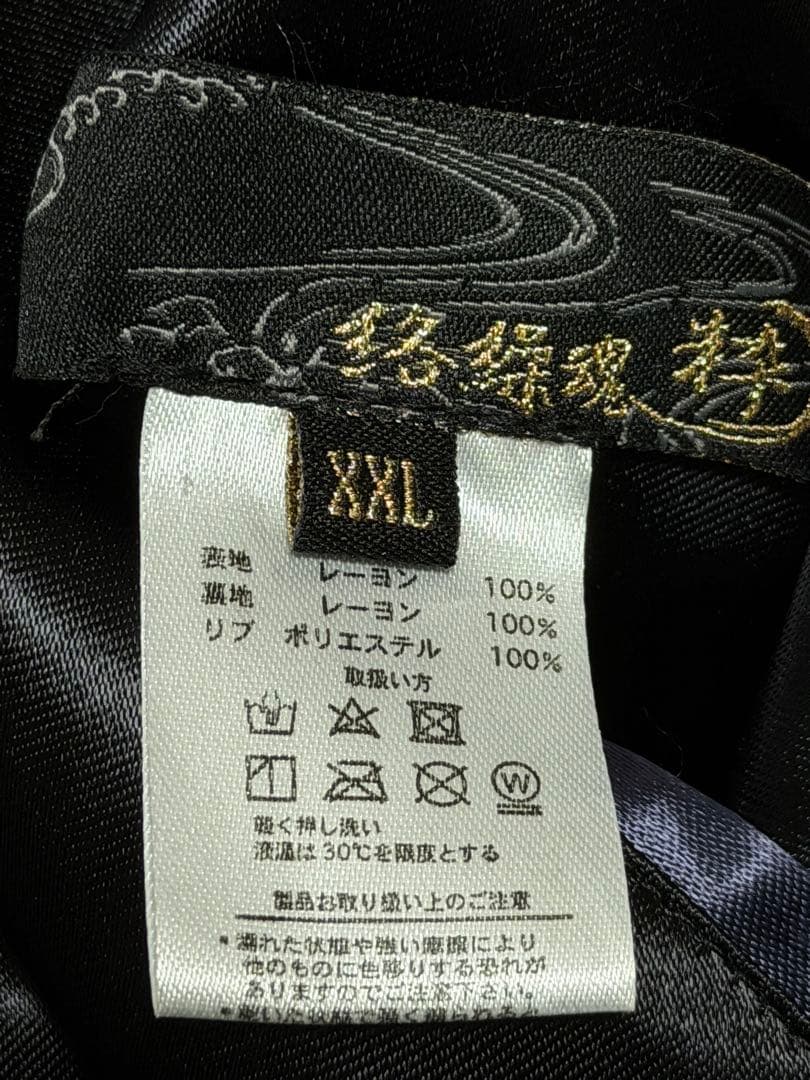 絡繰魂 粋
XXL
表地 レーヨン 100%
裏地 レーヨン 100%
リブ ポリエステル 100%
取扱い方
W
軽く押し洗い
液温は30℃を限度とする
製品お取り扱い上のご注意
* 濡れた状態や強い摩擦により
他のものに色移りする恐れが
ありますのでご注意下さい。